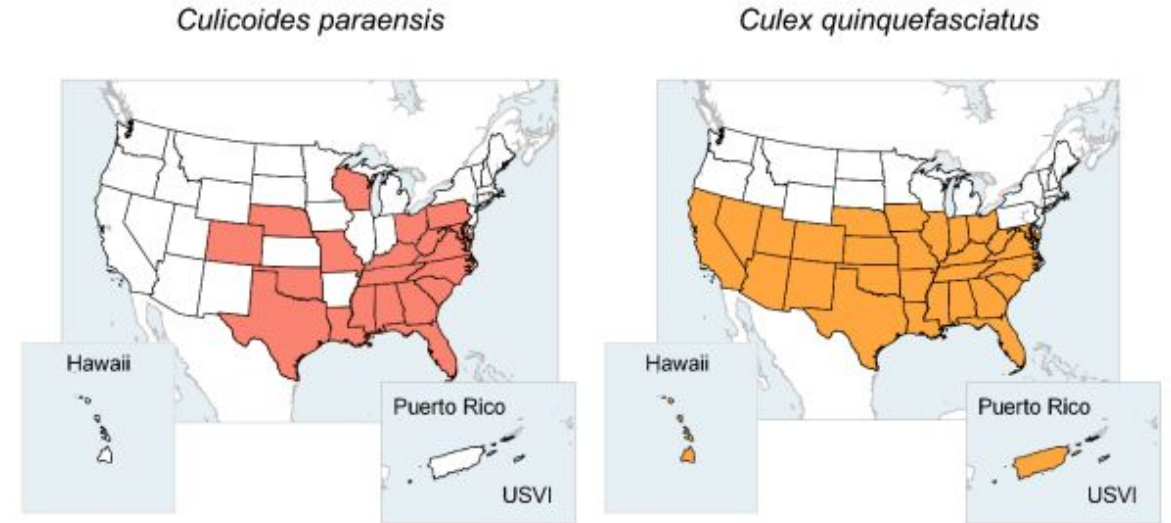 Culicoides paraensis
Culex quinquefasciatus
Hawaii
Puerto Rico
USVI
Hawaii
Puerto Rico
USVI